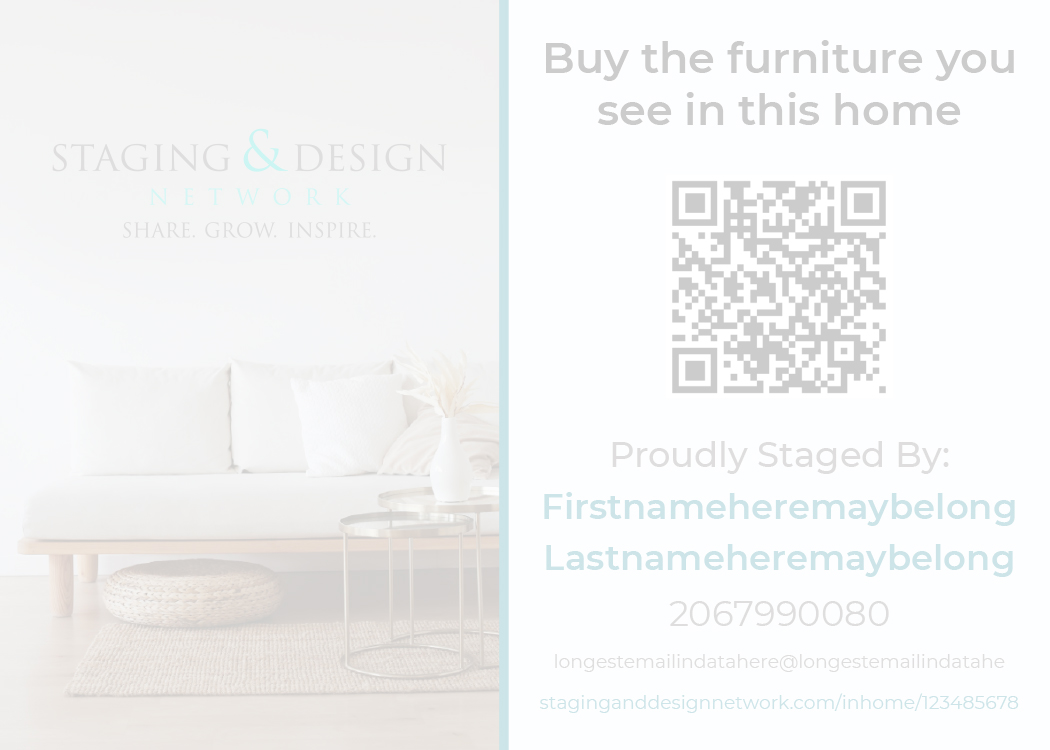 STAGING & DESIGN
NETWORK
SHARE. GROW. INSPIRE.
Buy the furniture you
see in this home
Proudly Staged By:
Firstnameheremaybelong
Lastnameheremaybelong
2067990080
longestemailindatahere@longestemailindatahe
staginganddesignnetwork.com/inhome/123485678